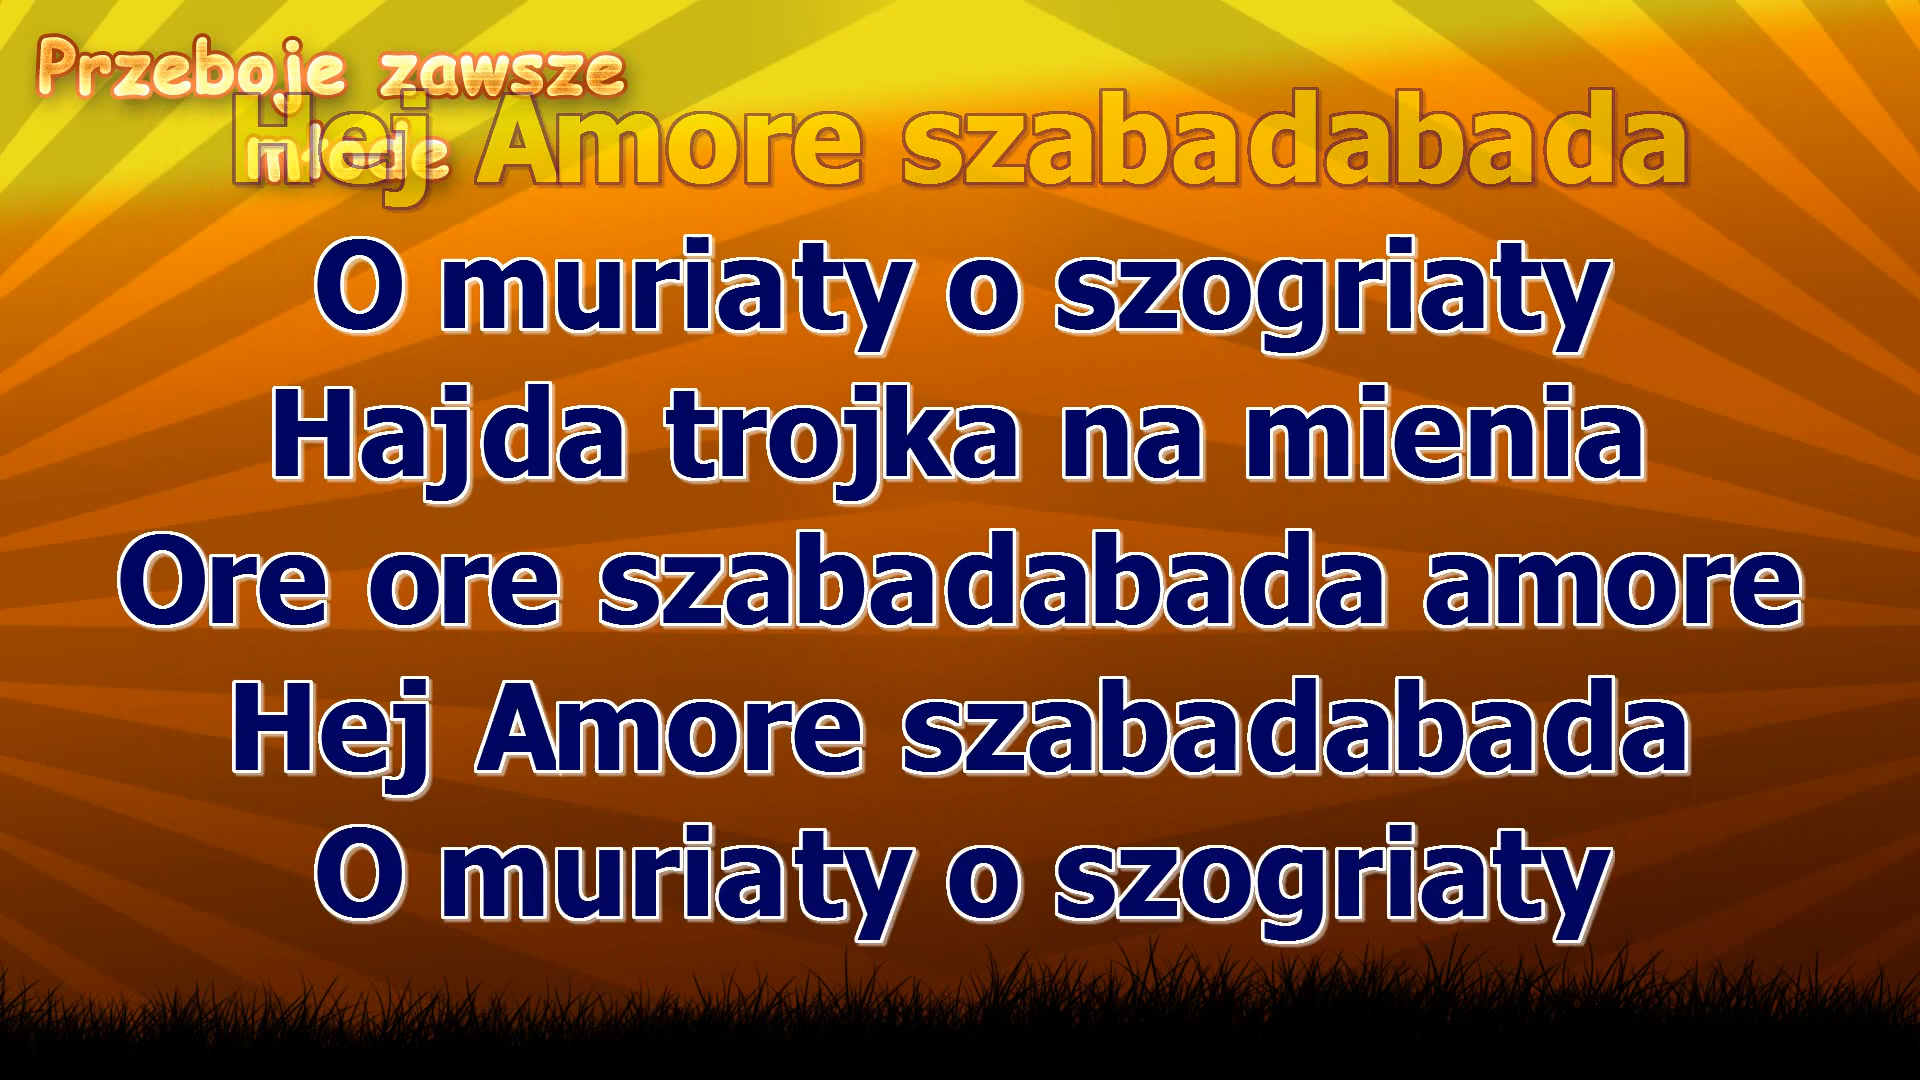 Przeboje zawsze
młode
Hej Amore szabadabada
O muriaty o szogriaty
Hajda trojka na mienia
Ore ore szabadabada amore
Hej Amore szabadabada
O muriaty o szogriaty